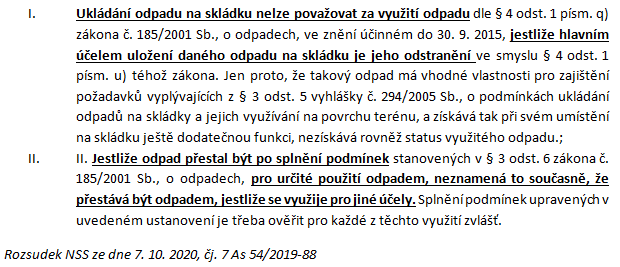 I. Ukládání odpadu na skládku nelze považovat za využití odpadu dle § 4 odst. 1 písm. q)
zákona č. 185/2001 Sb., o odpadech, ve znění účinném do 30. 9. 2015, jestliže hlavním
účelem uložení daného odpadu na skládku je jeho odstranění ve smyslu § 4 odst. 1
písm. u) téhož zákona. Jen proto, že takový odpad má vhodné vlastnosti pro zajištění
požadavků vyplývajících z § 3 odst. 5 vyhlášky č. 294/2005 Sb., o podmínkách ukládání
odpadů na skládky a jejich využívání na povrchu terénu, a získává tak při svém umístění
na skládku ještě dodatečnou funkci, nezískává rovněž status využitého odpadu.;
II. II. Jestliže odpad přestal být po splnění podmínek stanovených v § 3 odst. 6 zákona č.
185/2001 Sb., o odpadech, pro určité použití odpadem, neznamená to současně, že
přestává být odpadem, jestliže se využije pro jiné účely. Splnění podmínek upravených v
uvedeném ustanovení je třeba ověřit pro každé z těchto využití zvlášť.
Rozsudek NSS ze dne 7. 10. 2020, čj. 7 As 54/2019-88